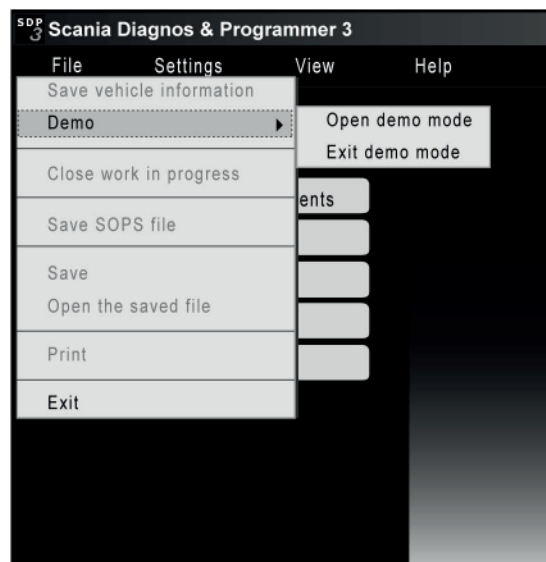 SDP 3 Scania Diagnos & Programmer 3
File Settings View Help
Save vehicle information
Demo
Open demo mode
Exit demo mode
Close work in progress
ents
Save SOPS file
Save
Open the saved file
Print
Exit